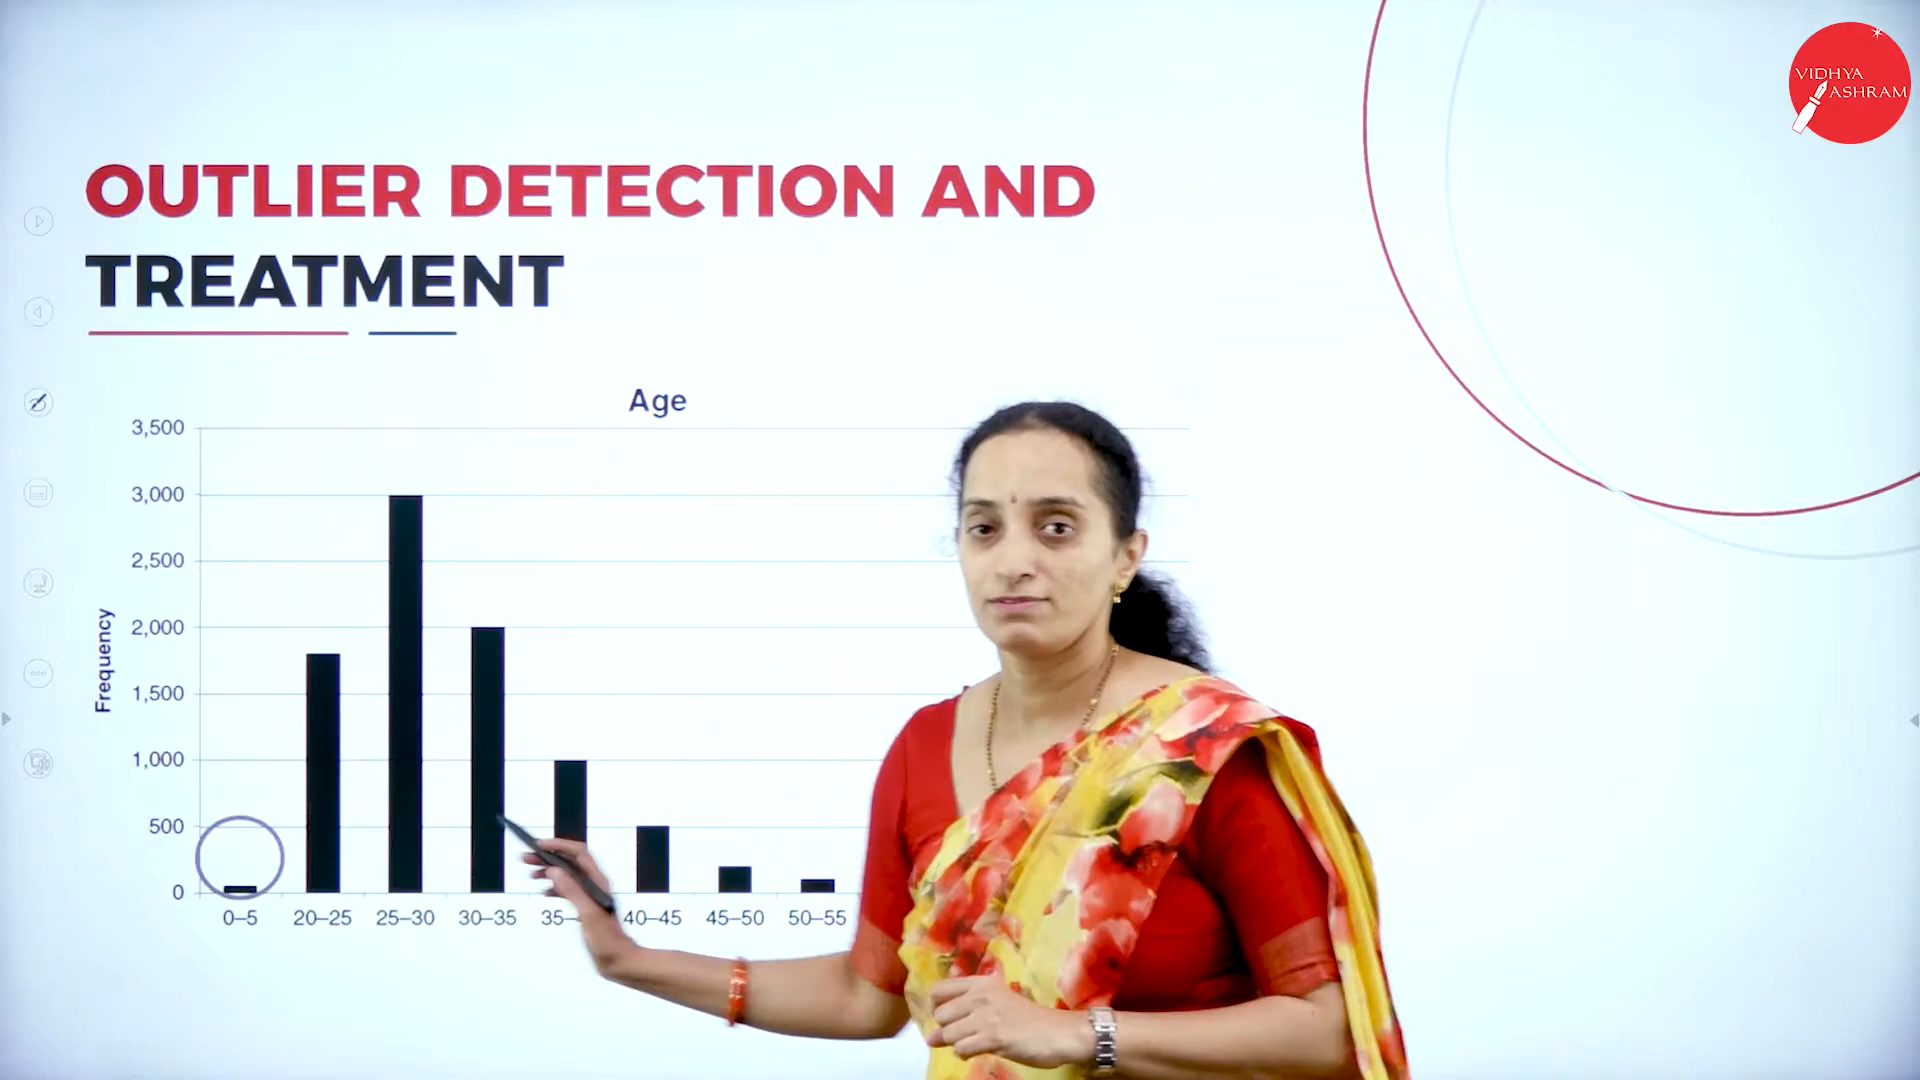 VIDHYA
ASHRAM
OUTLIER DETECTION AND
TREATMENT
Age
3,500
3,000
2,500
2,000
1,500
1,000
500
0
Frequency
0–5 20–25 25–30 30–35 35– 40–45 45–50 50–55